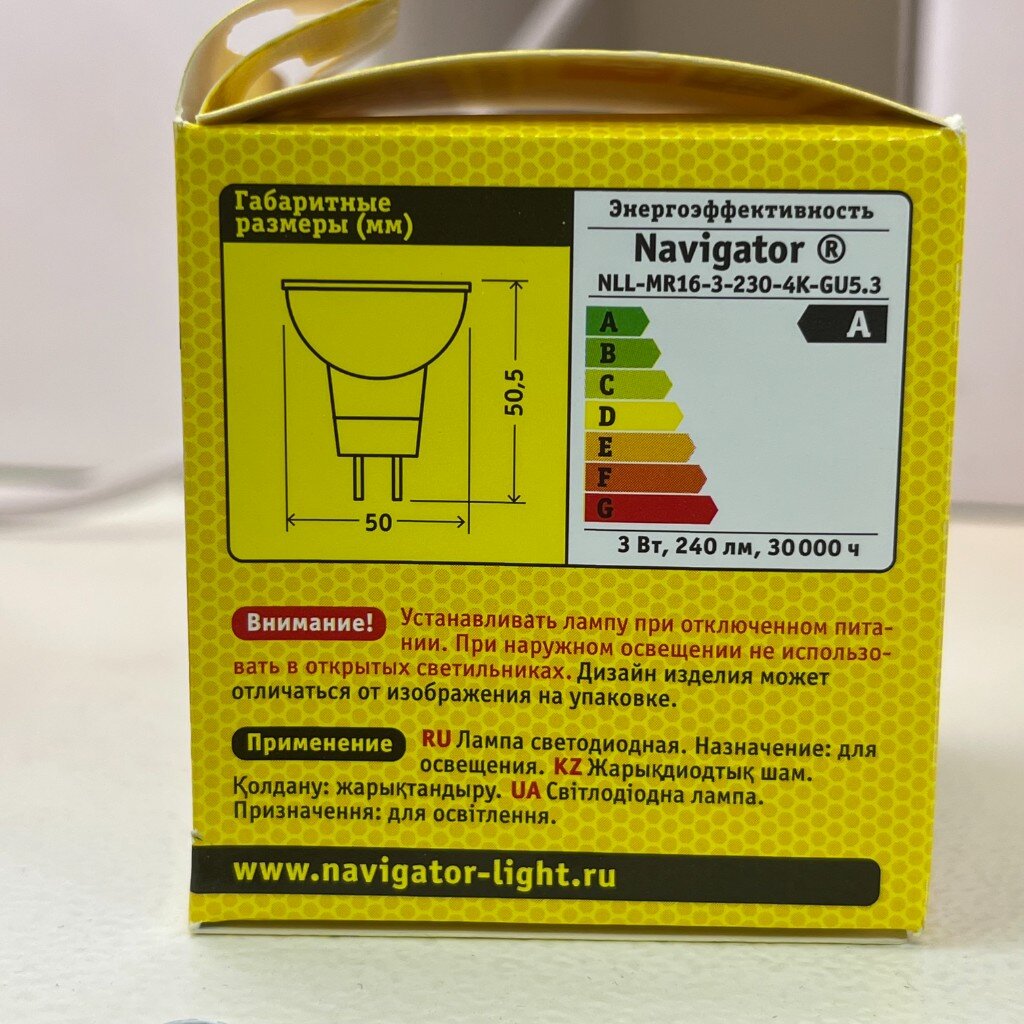 Габаритные
размеры (мм)
50,5
50
Энергоэффективность
Navigator ®
NLL-MR16-3-230-4K-GU5.3
A
A
B
C
D
E
F
G
3 Вт, 240 лм, 30 000 ч
Внимание! Устанавливать лампу при отключенном пита-
нии. При наружном освещении не использо-
вать в открытых светильниках. Дизайн изделия может
отличаться от изображения на упаковке.
Применение RU Лампа светодиодная. Назначение: для
освещения. KZ Жарықдиодтық шам.
Қолдану: жарықтандыру. UA Світлодіодна лампа.
Призначення: для освітлення.
www.navigator-light.ru